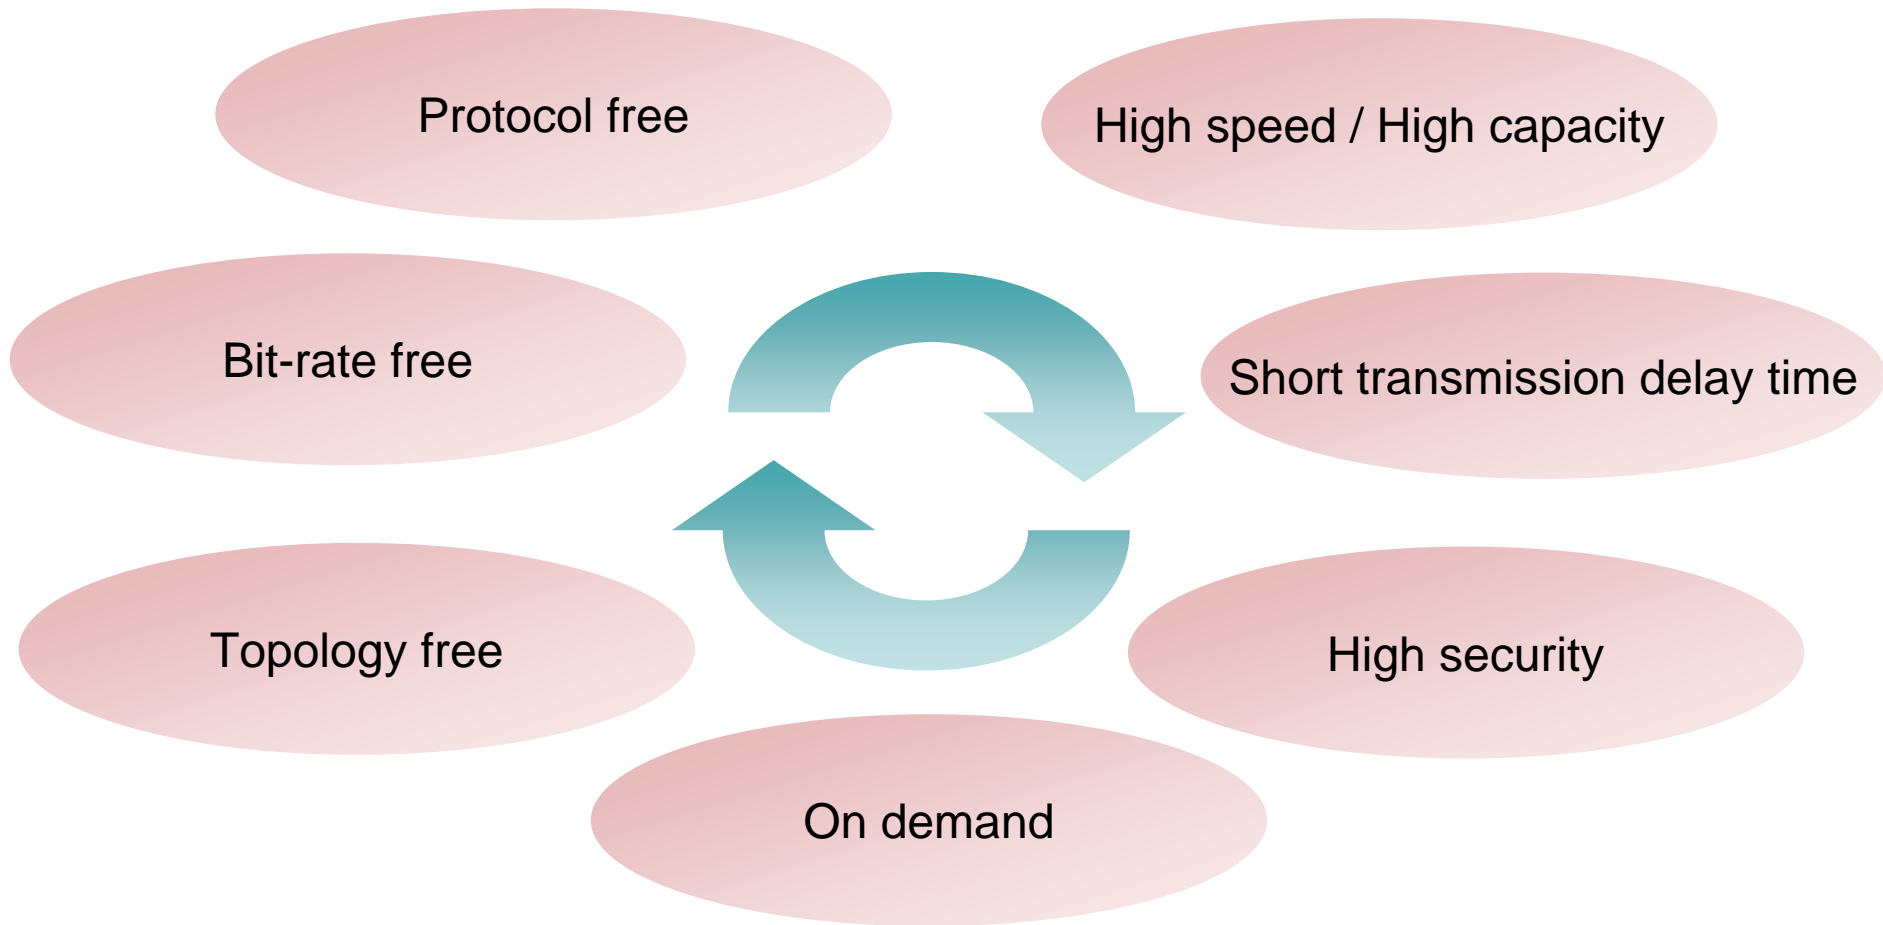 Protocol free
High speed / High capacity
Bit-rate free
Short transmission delay time
Topology free
High security
On demand